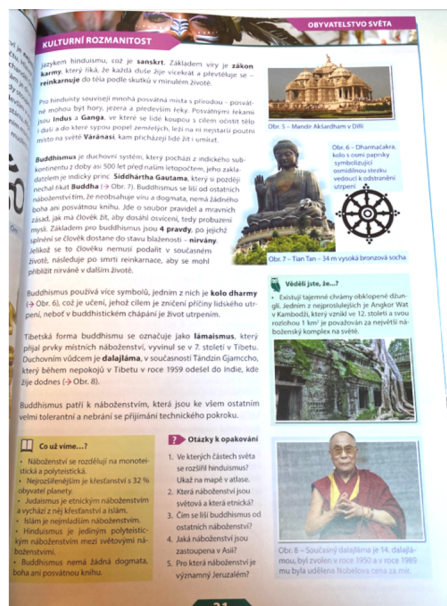 OBYVATELSTVO SVĚTA
KULTURNÍ ROZMANITOST
jazykem hinduismu, což je sanskrt. Základem víry je zákon
karmy, který říká, že každá duše žije vícekrát a převtěluje se –
reinkarnuje do těla podle skutků v minulém životě.
Pro hinduisty souvisejí mnohá posvátná místa s přírodou – posvát-
né mohou být hory, jezera a především řeky. Posvátnými řekami
jsou Indus a Ganga, ve které se lidé koupou s cílem očistit tělo
i duši a do které sypou popel zemřelých, leží na ní nejstarší poutní
místo na světě Váránasí, kam přicházejí lidé žít i umírat.
Buddhismus je duchovní systém, který pochází z indického sub-
kontinentu z doby asi 500 let před naším letopočtem, jeho zakla-
datelem je indický princ Siddhártha Gautama, který si později
nechal říkat Buddha (→ Obr. 7). Buddhismus se liší od ostatních
náboženství tím, že neobsahuje víru a dogmata, nemá žádného
boha ani posvátnou knihu. Jde o soubor pravidel a mravních
zásad, jak má člověk žít, aby dosáhl osvícení, tedy probuzení
mysli. Základem pro buddhismus jsou 4 pravdy, po jejichž
splnění se člověk dostane do stavu blaženosti – nirvány.
Jelikož se to člověku nemusí podařit v současném
životě, následuje po smrti reinkarnace, aby se mohl
přiblížit nirváně v dalším životě.
Buddhismus používá více symbolů, jedním z nich je kolo dharmy
(→ Obr. 6), což je učení, jehož cílem je zničení příčiny lidského utr-
pení, neboť v buddhistickém chápání je život utrpením.
Tibetská forma buddhismu se označuje jako lámaismus, který
přijal prvky místních náboženství, vyvinul se v 7. století v Tibetu.
Duchovním vůdcem je dalajláma, v současnosti Tändzin Gjamccho,
který během nepokojů v Tibetu v roce 1959 odešel do Indie, kde
žije dodnes (→ Obr. 8).
Buddhismus patří k náboženstvím, která jsou ke všem ostatním
velmi tolerantní a nebrání se přijímání technického pokroku.
Obr. 5 – Mandir Akšardham v Dillí
Obr. 6 –
Dharmačakra,
kolo s osmi paprsky
symbolizující
osmidílnou stezku
vedoucí k odstranění
utrpení
Obr. 7 – Tian Tan – 34 m vysoká bronzová socha
Věděli jste, že...?
• Existují tajemné chrámy obklopené džun-
glí. Jedním z nejproslulejších je Angkor Wat
v Kambodži, který vznikl ve 12. století a svou
rozlohou 1 km² je považován za největší ná-
boženský komplex na světě.
Co už víme...?
• Náboženství se rozdělují na monotei-
stická a polyteistická.
• Nejrozšířenějším je křesťanství s 32 %
obyvatel planety.
• Judaismus je etnickým náboženstvím
a vychází z něj křesťanství a islám.
• Islám je nejmladším náboženstvím.
• Hinduismus je jediným polyteistic-
kým náboženstvím mezi světovými ná-
boženstvími.
• Buddhismus nemá žádná dogmata,
boha ani posvátnou knihu.
? Otázky k opakování
1. Ve kterých částech světa
se rozšířil hinduismus?
Ukaž na mapě v atlase.
2. Která náboženství jsou
světová a která etnická?
3. Čím se liší buddhismus od
ostatních náboženství?
4. Jaká náboženství jsou
zastoupena v Asii?
5. Pro která náboženství je
významný Jeruzalém?
Obr. 8 – Současný dalajláma je 14. dalajlá-
mou, byl zvolen v roce 1950 a v roce 1989
mu byla udělena Nobelova cena za mír.